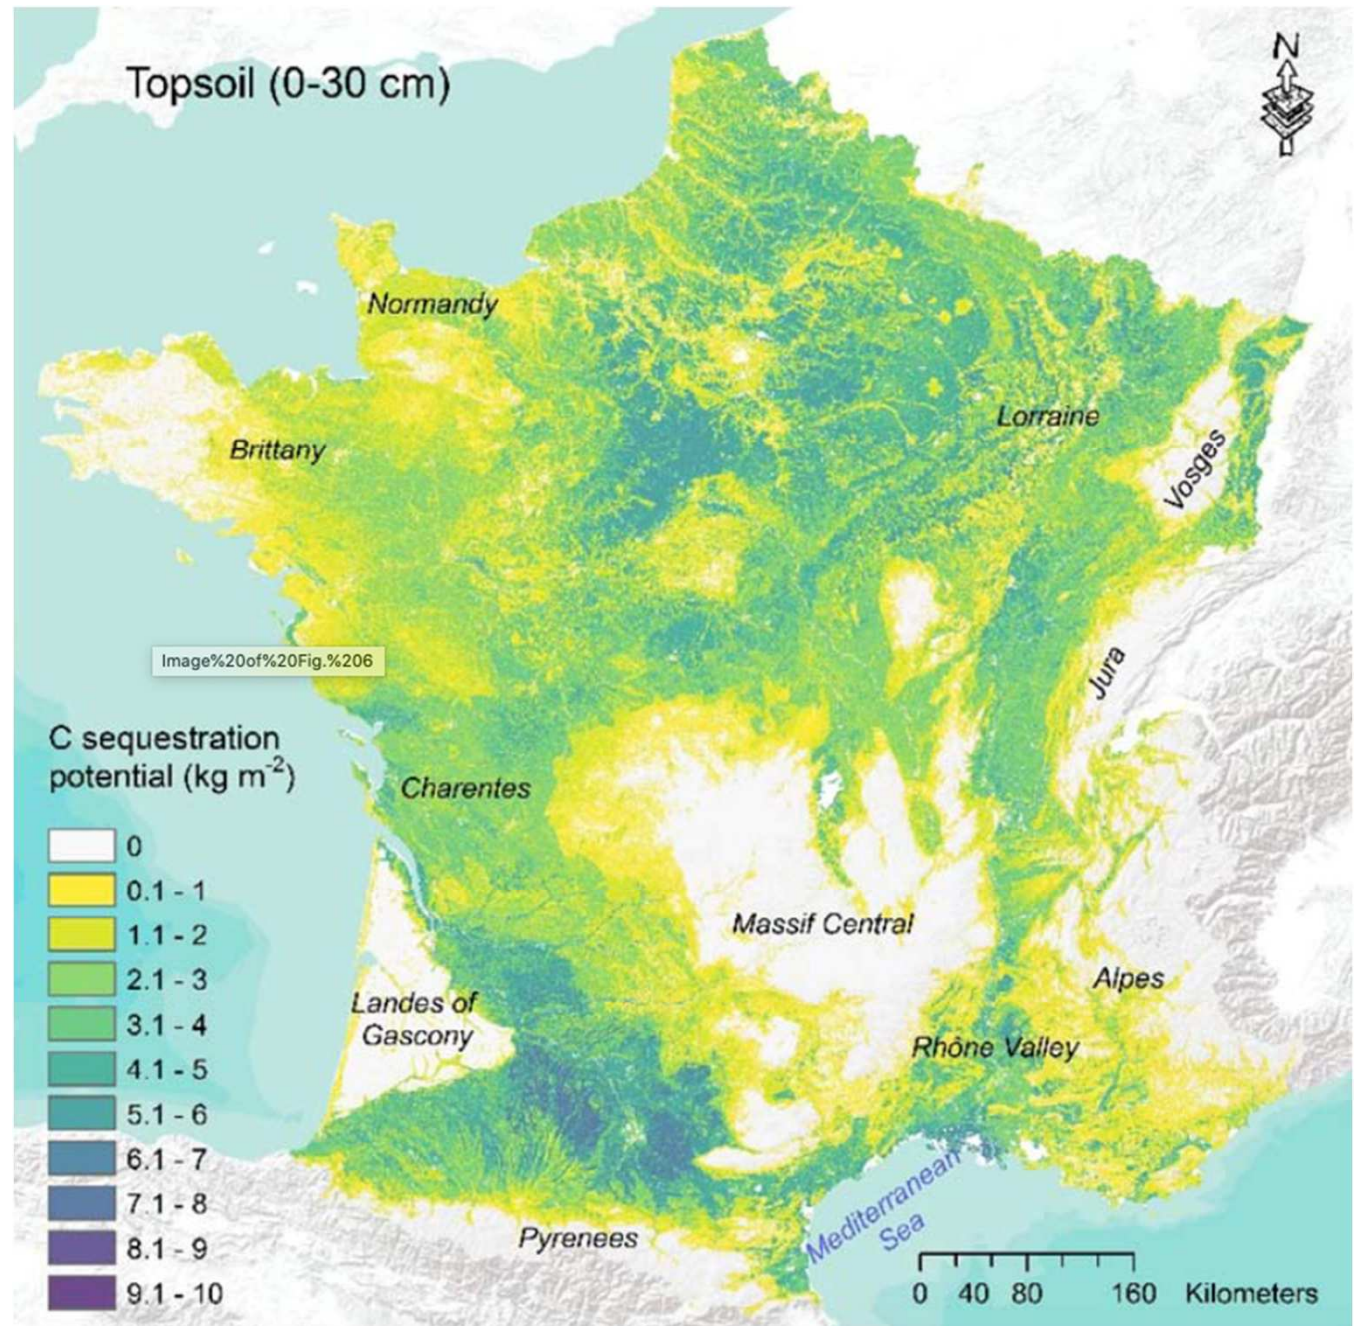 Topsoil (0-30 cm)
N
Normandy
Brittany
Lorraine
Vosges
Image%20of%20Fig.%206
Jura
C sequestration
potential (kg m-2)
Charentes
0
0.1 - 1
1.1 - 2
2.1 - 3
3.1 - 4
4.1 - 5
5.1 - 6
6.1 - 7
7.1 - 8
8.1 - 9
9.1 - 10
Massif Central
Alpes
Landes of
Gascony
Rhône Valley
Mediterranean
Sea
Pyrenees
0 40 80 160 Kilometers